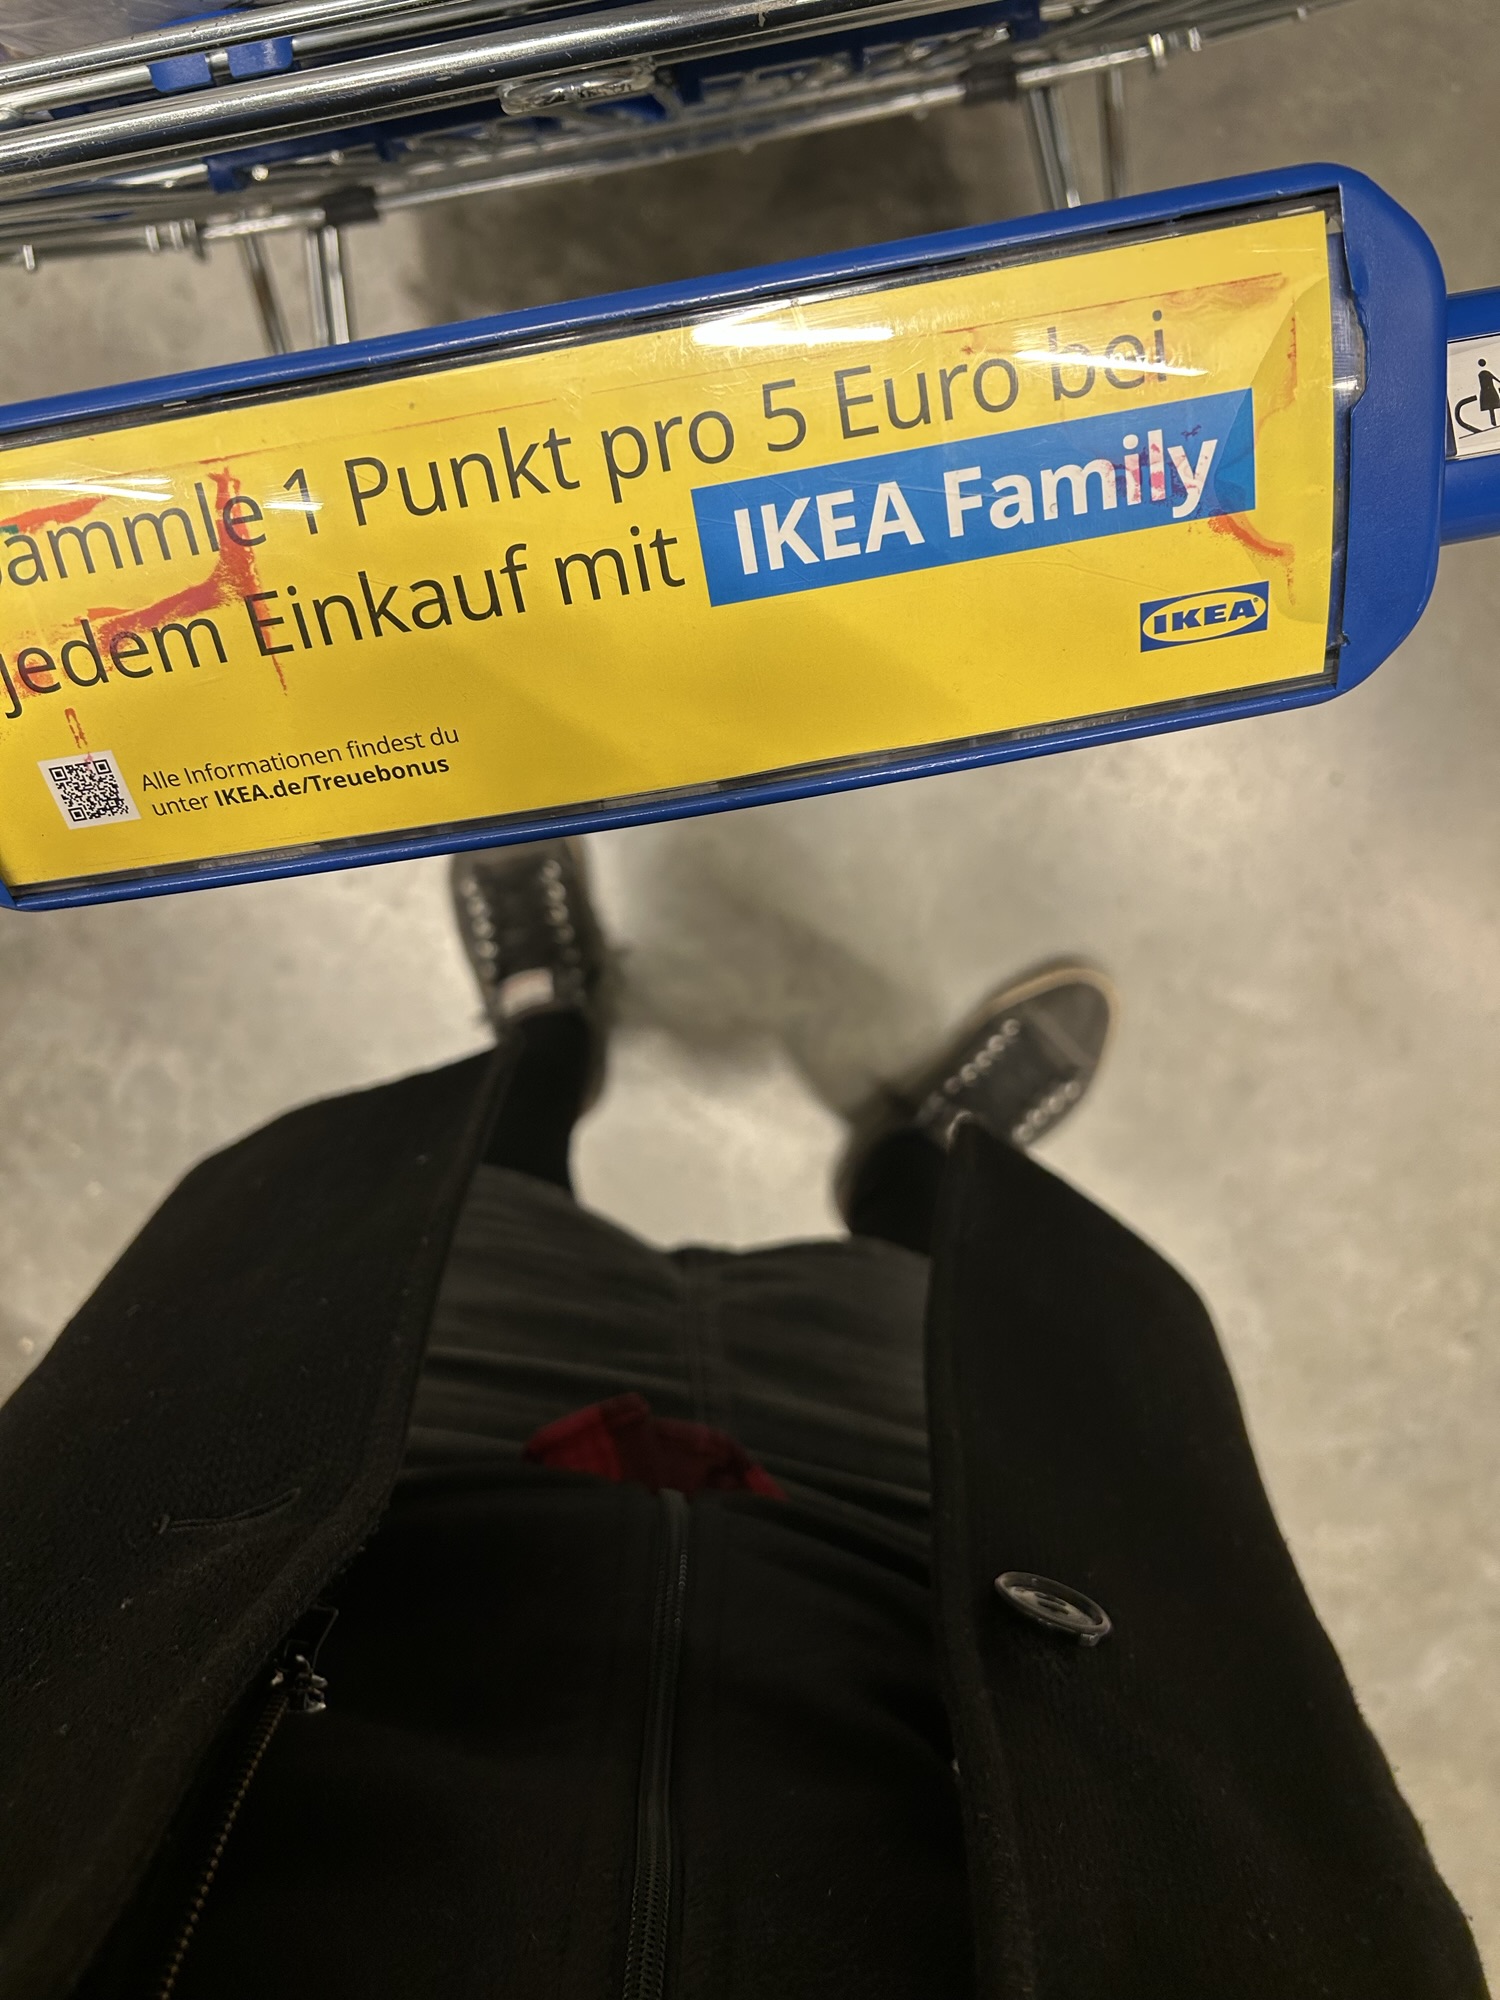 Sammle 1 Punkt pro 5 Euro bei
jedem Einkauf mit IKEA Family
IKEA
Alle Informationen findest du
unter IKEA.de/Treuebonus